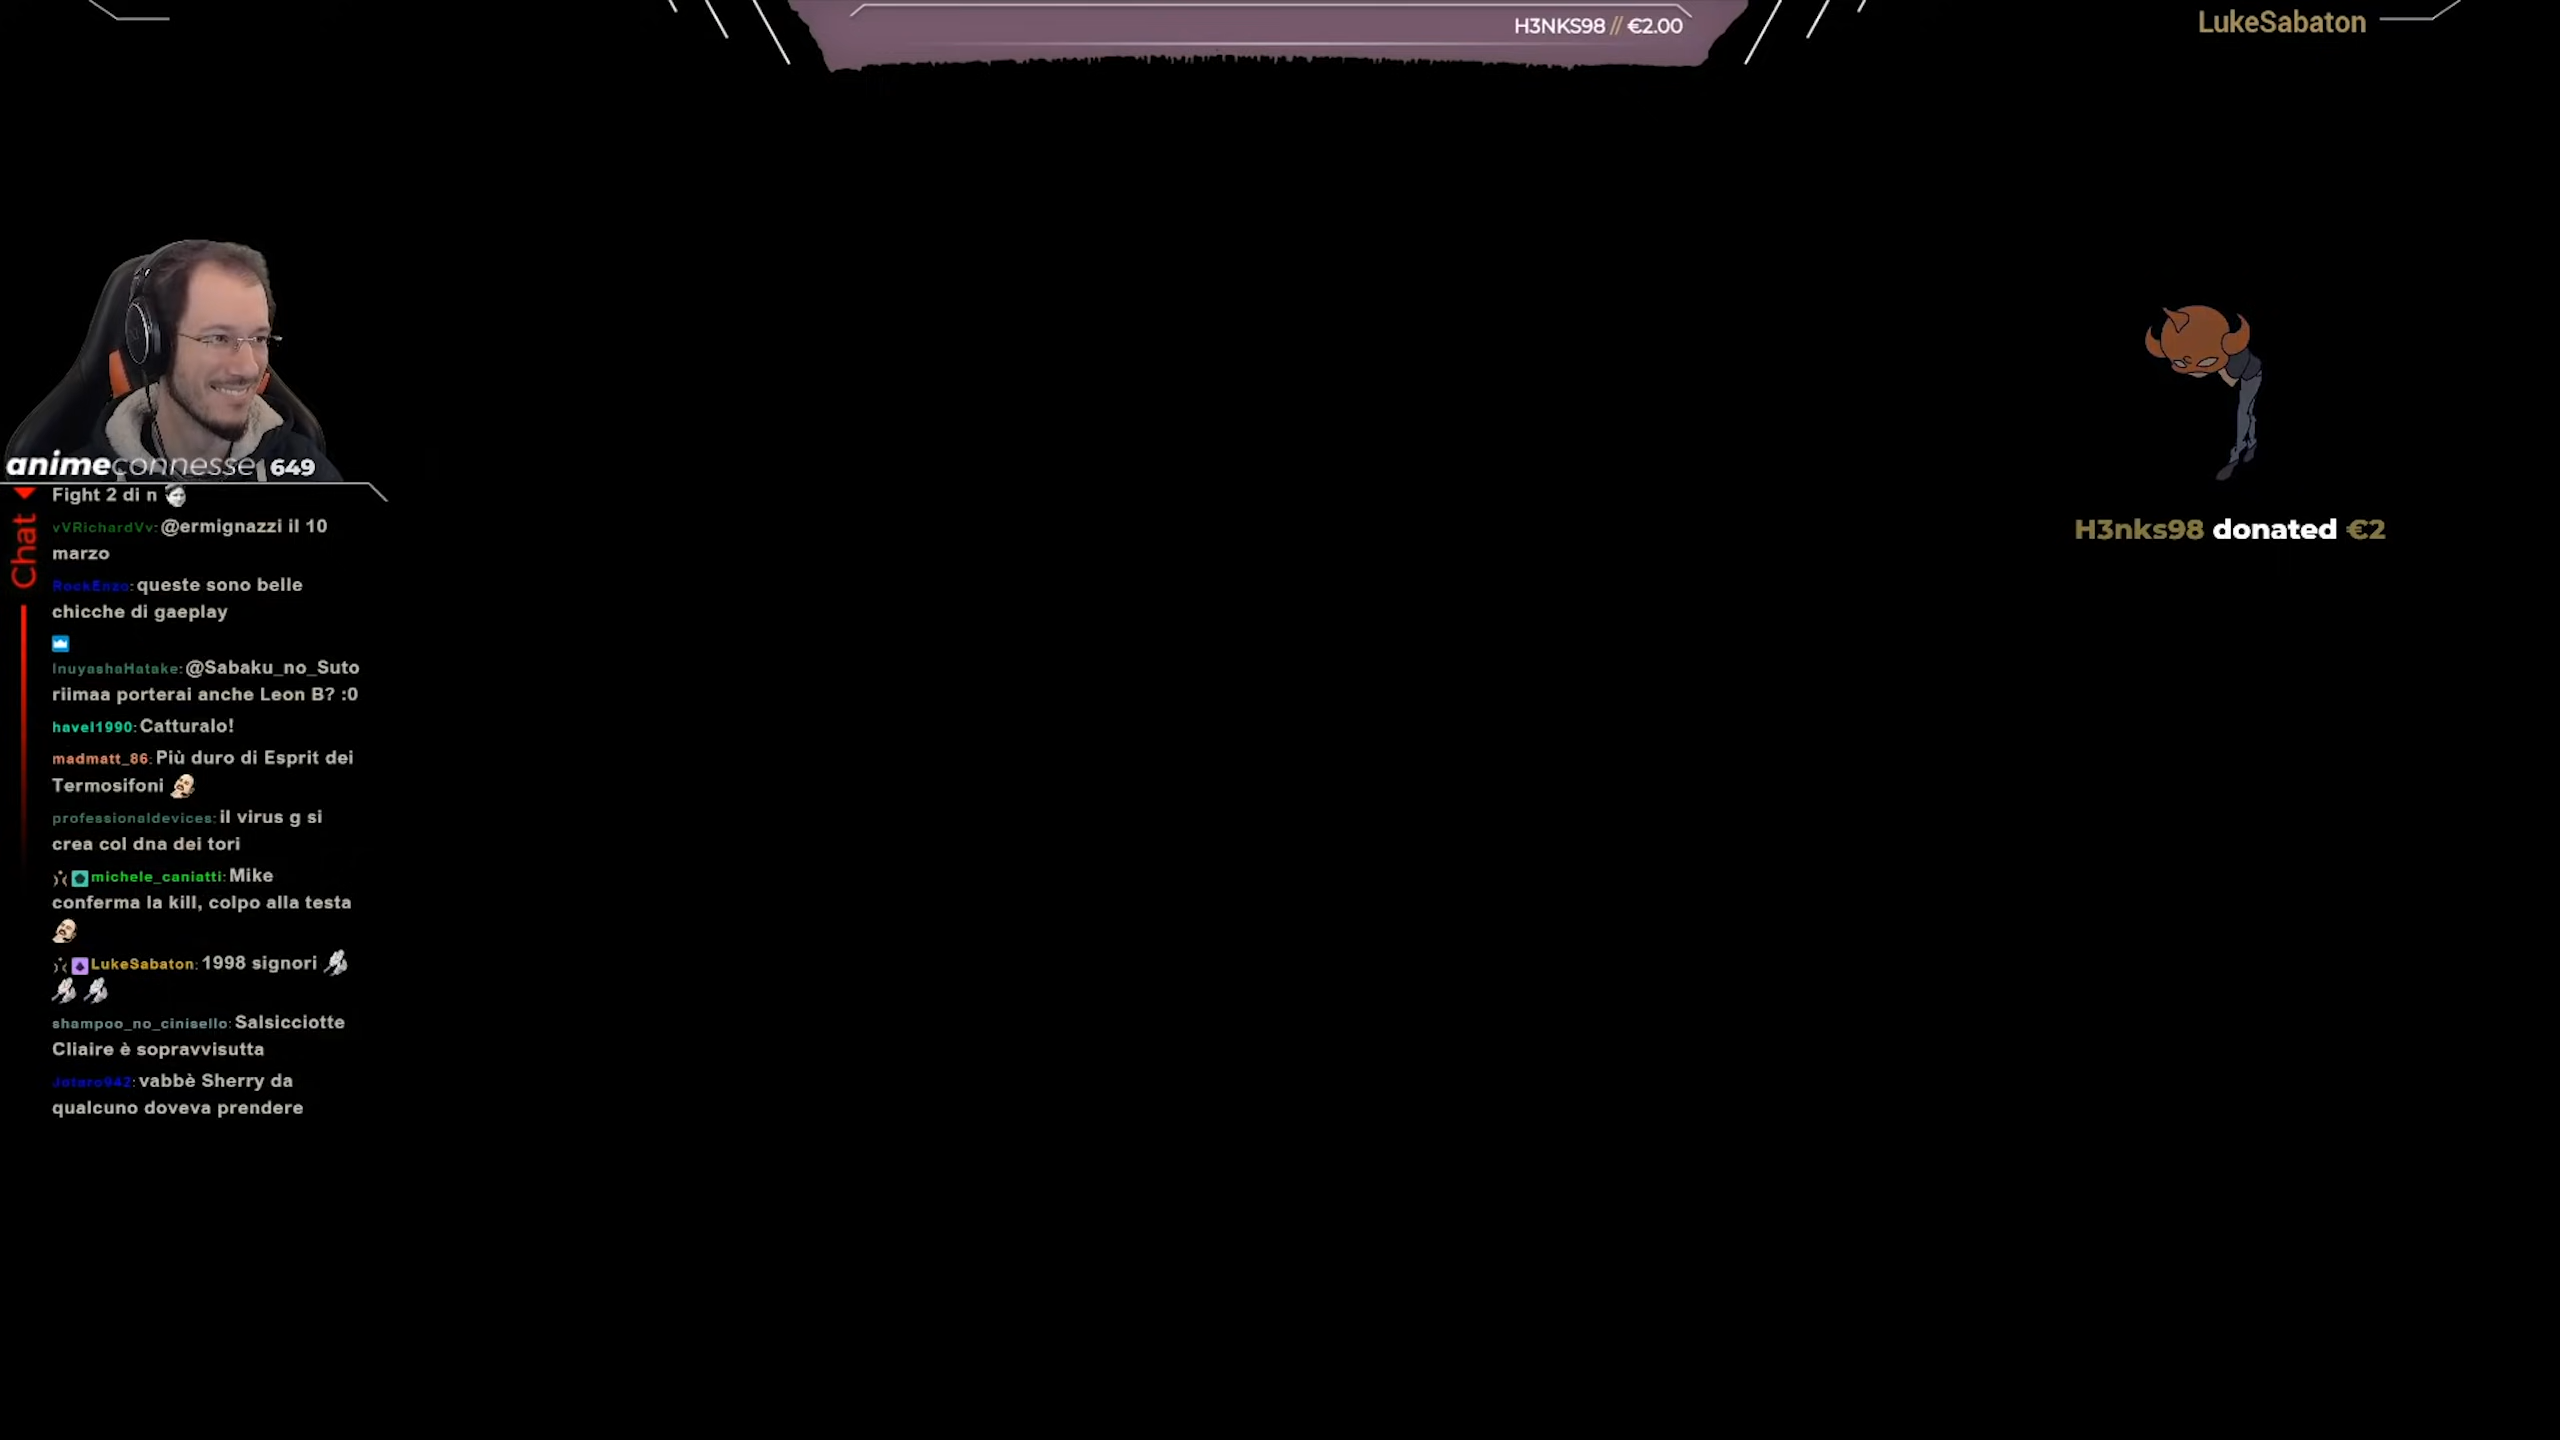 H3NKS98 // €2.00
LukeSabaton
animeconnesse 649
Chat
Fight 2 di n
vVRichardVv: @ermignazzi il 10
marzo
RockEnzo: queste sono belle
chicche di gaeplay
InuyashaHatake: @Sabaku_no_Suto
riimaa porterai anche Leon B? :0
havel1990: Catturalo!
madmatt_86: Più duro di Esprit dei
Termosifoni
professionaldevices: il virus g si
crea col dna dei tori
michele_caniatti: Mike
conferma la kill, colpo alla testa
LukeSabaton: 1998 signori
shampoo_no_cinisello: Salsicciotte
Cliaire è sopravvisutta
Jotaro942: vabbè Sherry da
qualcuno doveva prendere
H3nks98 donated €2